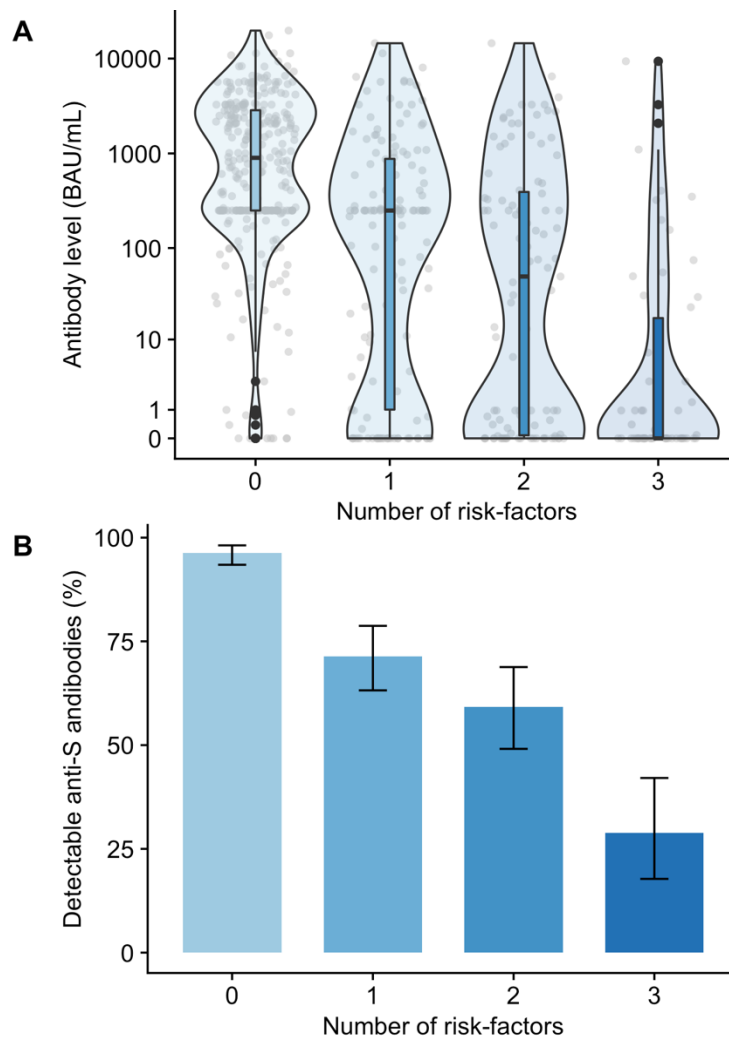 A
Antibody level (BAU/mL)
10000
1000
100
10
1
0
0 1 2 3
Number of risk-factors
B
Detectable anti-S andibodies (%)
100
75
50
25
0
0 1 2 3
Number of risk-factors